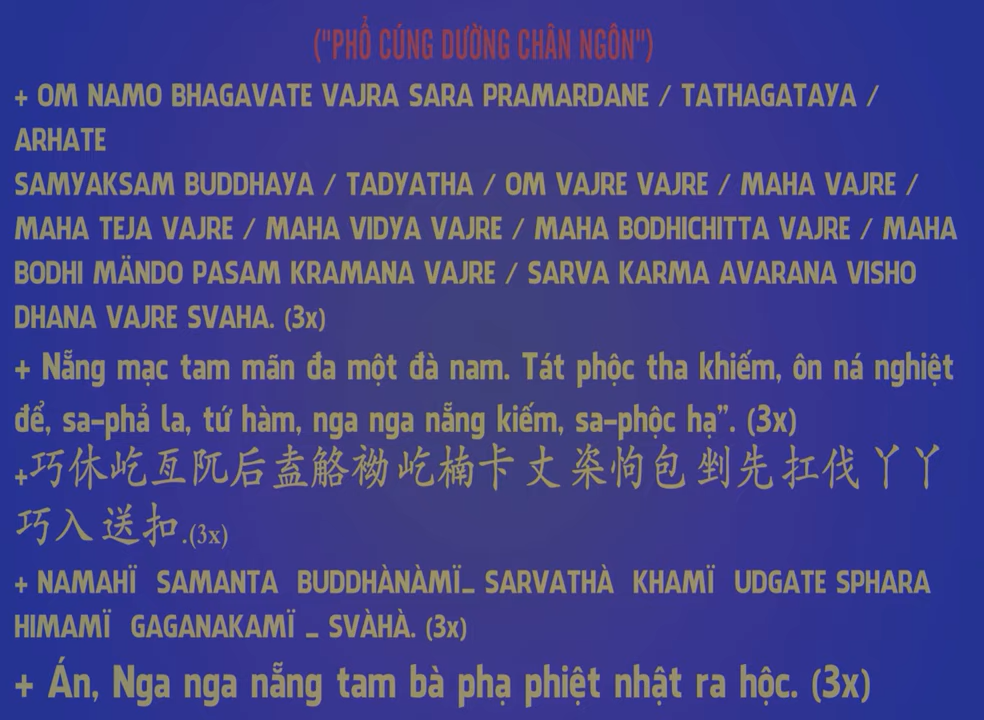 ("PHỔ CÚNG DƯỜNG CHÂN NGÔN")
+ OM NAMO BHAGAVATE VAJRA SARA PRAMARDANE / TATHAGATAYA /
ARHATE
SAMYAKSAM BUDDHAYA / TADYATHA / OM VAJRE VAJRE / MAHA VAJRE /
MAHA TEJA VAJRE / MAHA VIDYA VAJRE / MAHA BODHICHITTA VAJRE / MAHA
BODHI MÄNDO PASAM KRAMANA VAJRE / SARVA KARMA AVARANA VISHO
DHANA VAJRE SVAHA. (3x)
+ Nẵng mạc tam mãn đa một đà nam. Tát phộc tha khiếm, ôn ná nghiệt
để, sa-phả la, tứ hàm, nga nga nẵng kiếm, sa-phộc hạ”. (3x)
+巧休屹亙阢后盍觡袎屹楠卡丈栥怐包剉先扛伐丫丫
巧入送扣.(3x)
+ NAMAHÏ SAMANTA BUDDHÀNÀMÏ_ SARVATHÀ KHAMÏ UDGATE SPHARA
HIMAMÏ GAGANAKAMÏ _ SVÀHÀ. (3x)
+ Án, Nga nga nẵng tam bà phạ phiệt nhật ra hộc. (3x)